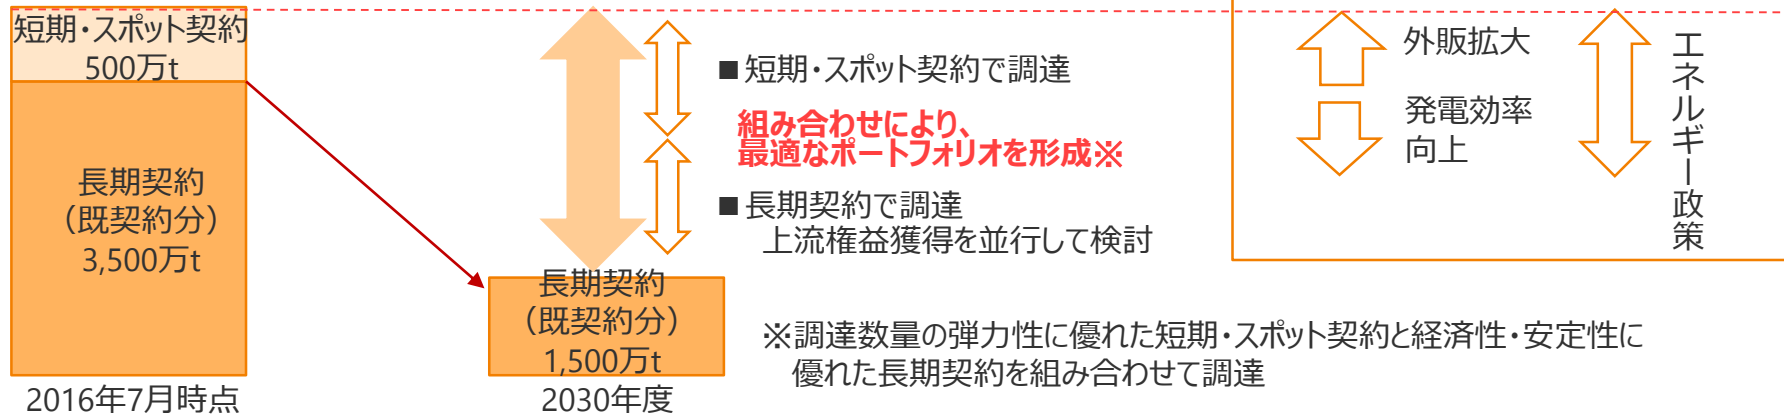 短期・スポット契約
500万t
長期契約
（既契約分）
3,500万t
2016年7月時点
長期契約
（既契約分）
1,500万t
2030年度
■短期・スポット契約で調達
組み合わせにより、
最適なポートフォリオを形成※
■長期契約で調達
上流権益獲得を並行して検討
※調達数量の弾力性に優れた短期・スポット契約と経済性・安定性に
優れた長期契約を組み合わせて調達
外販拡大
発電効率
向上
エネルギー政策